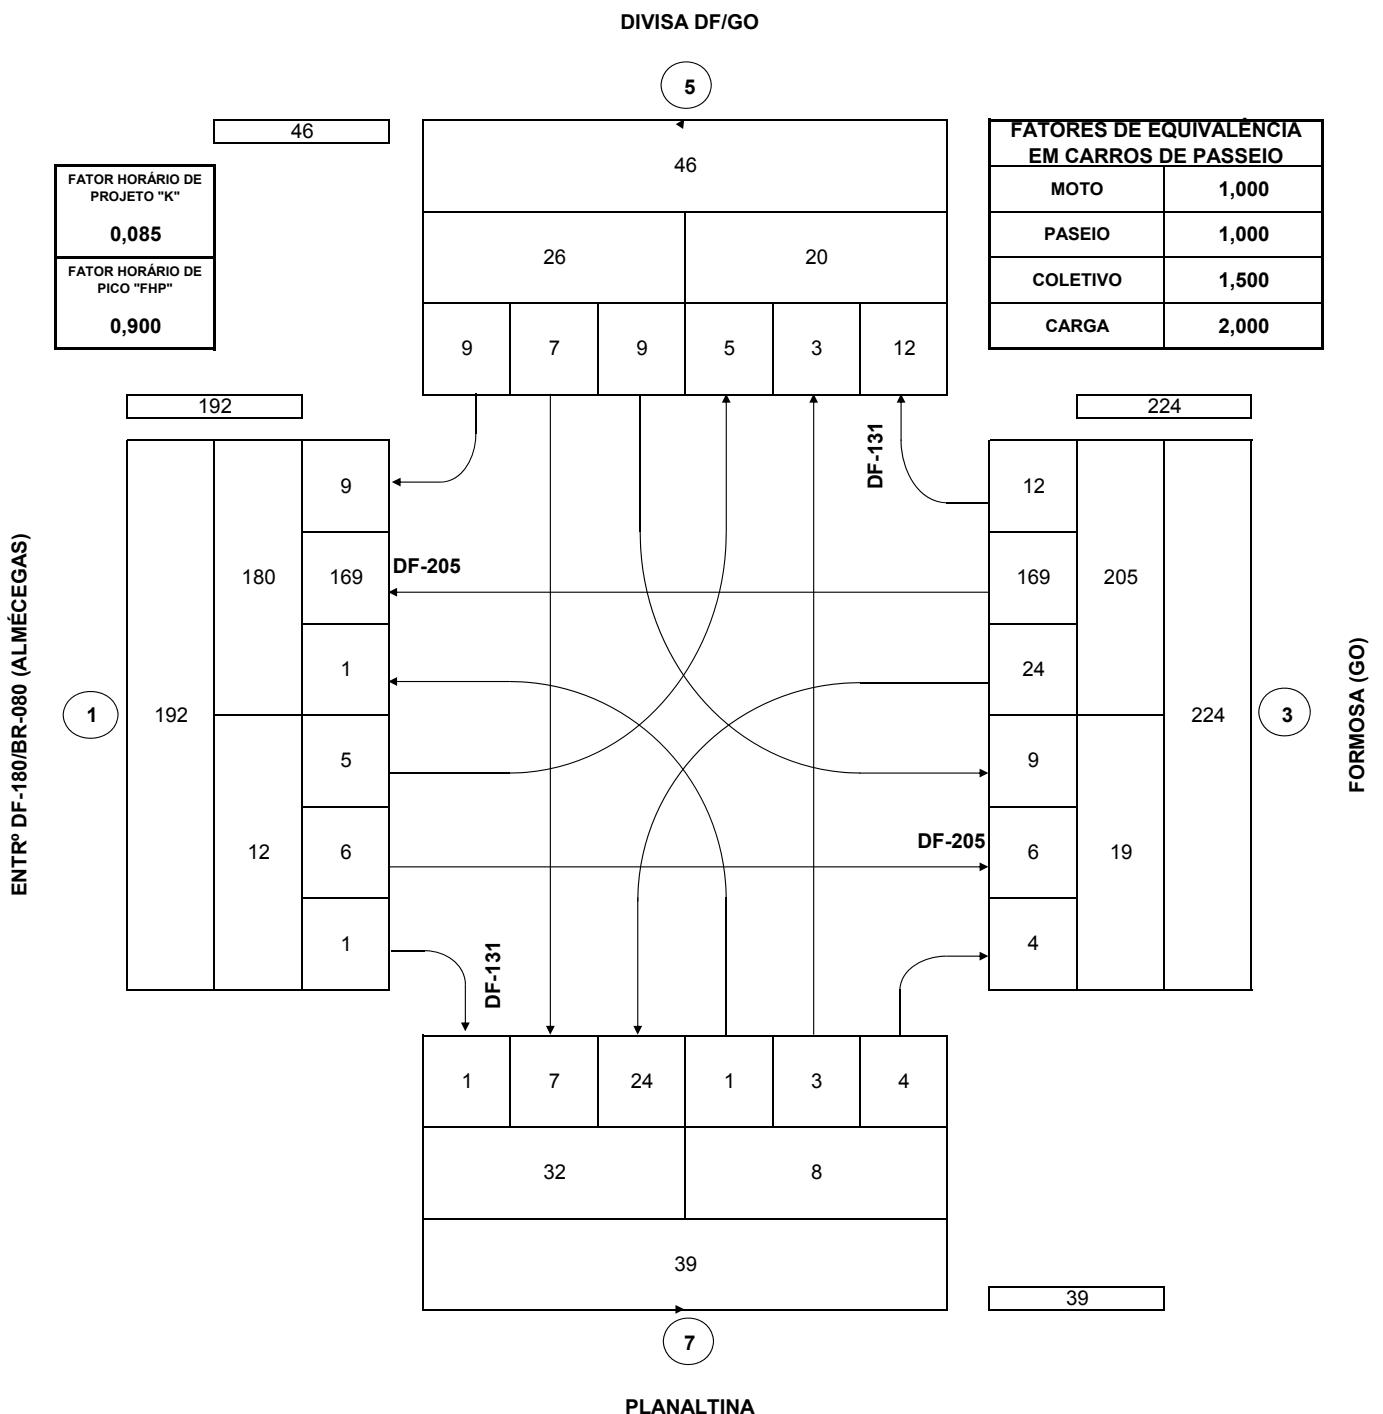 DIVISA DF/GO
5
46
46
FATORES DE EQUIVALÊNCIA
EM CARROS DE PASSEIO
MOTO 1,000
PASEIO 1,000
COLETIVO 1,500
CARGA 2,000
FATOR HORÁRIO DE
PROJETO "K"
0,085
FATOR HORÁRIO DE
PICO "FHP"
0,900
26 20
9 7 9 5 3 12
192
224
DF-131
9
169
1
5
6
1
180
12
192
1
ENTRº DF-180/BR-080 (ALMÉCEGAS)
DF-205
12
169
24
9
6
4
205
19
224
3
FORMOSA (GO)
DF-205
DF-131
1 7 24 1 3 4
32 8
39
39
7
PLANALTINA